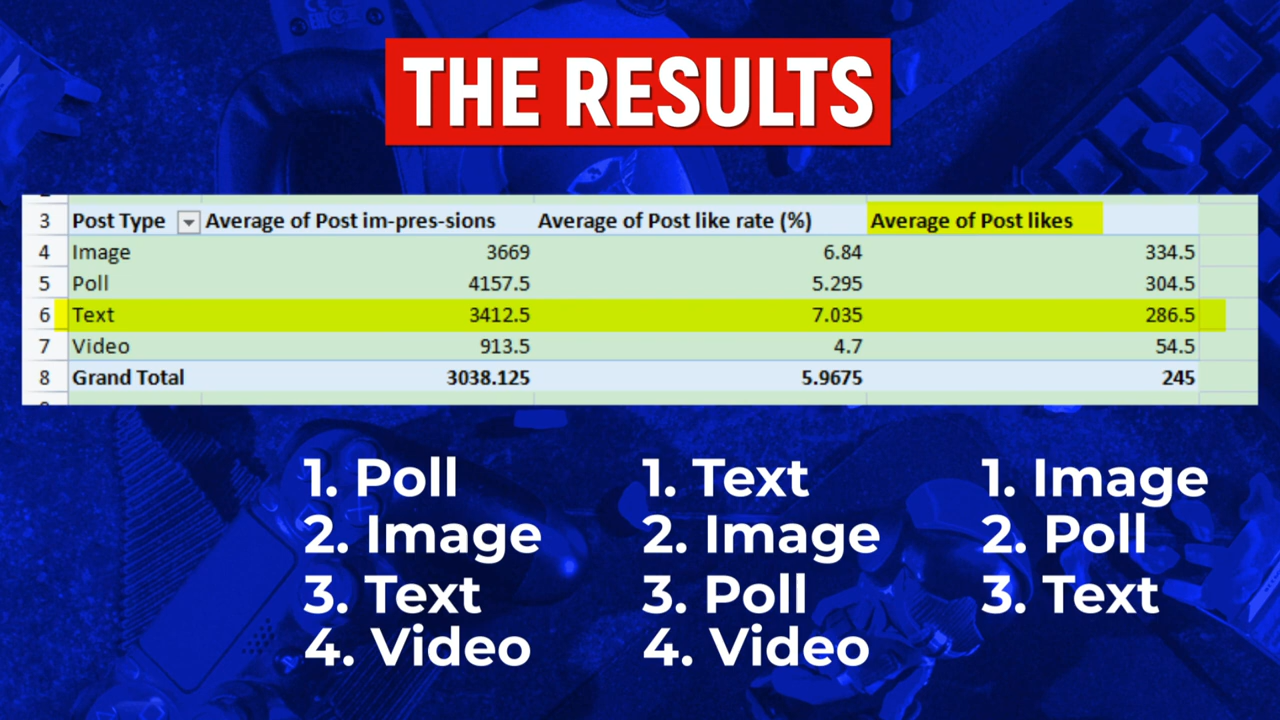 THE RESULTS
3 Post Type Average of Post im-pres-sions Average of Post like rate (%) Average of Post likes
4 Image 3669 6.84 334.5
5 Poll 4157.5 5.295 304.5
6 Text 3412.5 7.035 286.5
7 Video 913.5 4.7 54.5
8 Grand Total 3038.125 5.9675 245
1. Poll
2. Image
3. Text
4. Video
1. Text
2. Image
3. Poll
4. Video
1. Image
2. Poll
3. Text